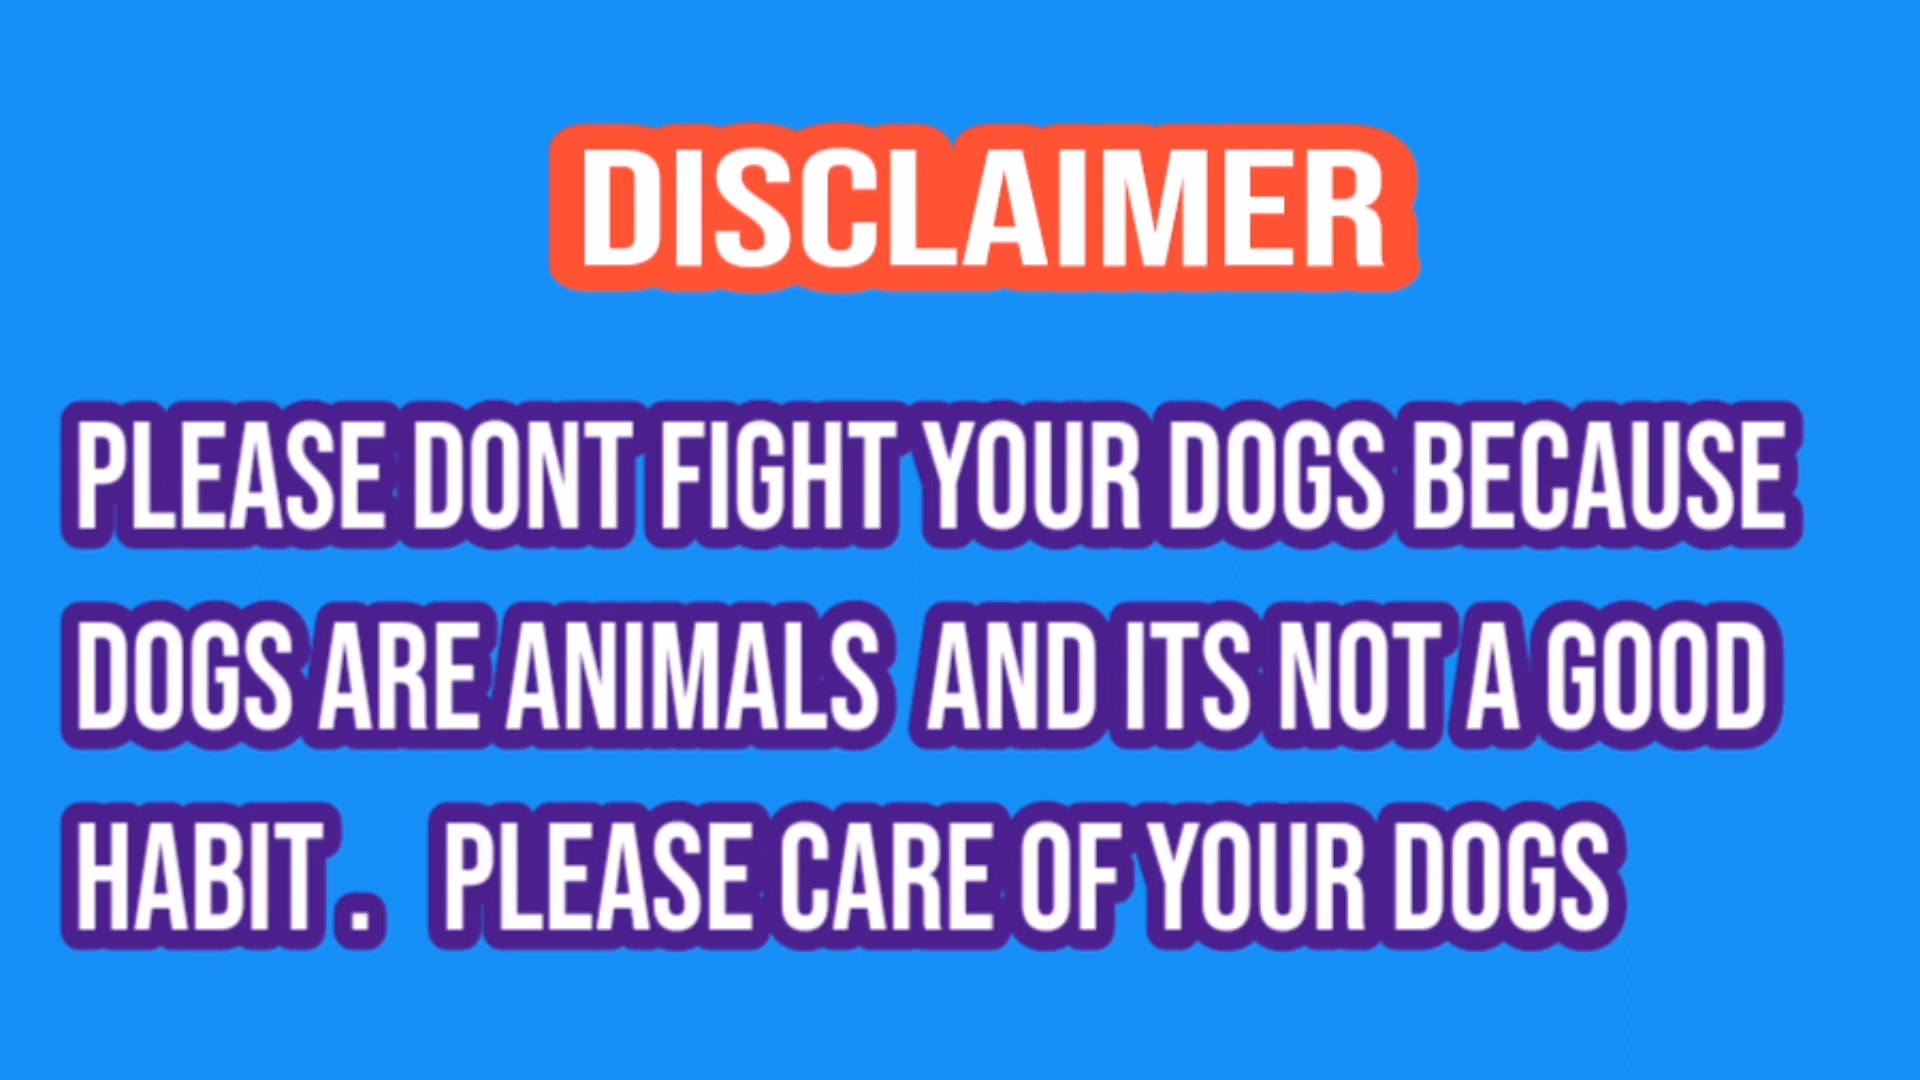 DISCLAIMER
PLEASE DONT FIGHT YOUR DOGS BECAUSE
DOGS ARE ANIMALS AND ITS NOT A GOOD
HABIT. PLEASE CARE OF YOUR DOGS